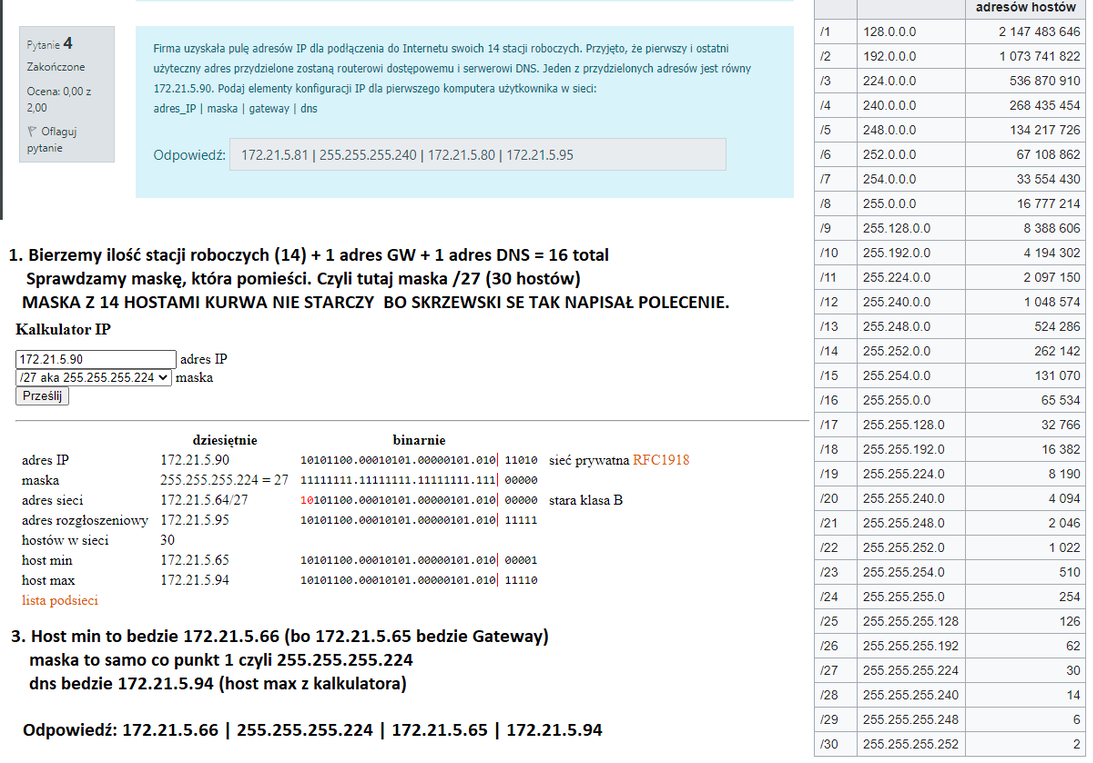 Pytanie 4
Zakończone
Ocena: 0,00 z
2,00
Oflaguj
pytanie
Firma uzyskała pulę adresów IP dla podłączenia do Internetu swoich 14 stacji roboczych. Przyjęto, że pierwszy i ostatni
użyteczny adres przydzielone zostaną routerowi dostępowemu i serwerowi DNS. Jeden z przydzielonych adresów jest równy
172.21.5.90. Podaj elementy konfiguracji IP dla pierwszego komputera użytkownika w sieci:
adres_IP | maska | gateway | dns
Odpowiedź: 172.21.5.81 | 255.255.255.240 | 172.21.5.80 | 172.21.5.95
1. Bierzemy ilość stacji roboczych (14) + 1 adres GW + 1 adres DNS = 16 total
Sprawdzamy maskę, która pomieści. Czyli tutaj maska /27 (30 hostów)
MASKA Z 14 HOSTAMI KURWA NIE STARCZY BO SKRZEWSKI SE TAK NAPISAŁ POLECENIE.
Kalkulator IP
172.21.5.90 adres IP
/27 aka 255.255.255.224 maska
Prześlij
dziesiętnie binarnie
adres IP 172.21.5.90 10101100.00010101.00000101.010| 11010 sieć prywatna RFC1918
maska 255.255.255.224 = 27 11111111.11111111.11111111.111| 00000
adres sieci 172.21.5.64/27 10101100.00010101.00000101.010| 00000 stara klasa B
adres rozgłoszeniowy 172.21.5.95 10101100.00010101.00000101.010| 11111
hostów w sieci 30
host min 172.21.5.65 10101100.00010101.00000101.010| 00001
host max 172.21.5.94 10101100.00010101.00000101.010| 11110
lista podsieci
3. Host min to bedzie 172.21.5.66 (bo 172.21.5.65 bedzie Gateway)
maska to samo co punkt 1 czyli 255.255.255.224
dns bedzie 172.21.5.94 (host max z kalkulatora)
Odpowiedź: 172.21.5.66 | 255.255.255.224 | 172.21.5.65 | 172.21.5.94
adresów hostów
/1 128.0.0.0 2 147 483 646
/2 192.0.0.0 1 073 741 822
/3 224.0.0.0 536 870 910
/4 240.0.0.0 268 435 454
/5 248.0.0.0 134 217 726
/6 252.0.0.0 67 108 862
/7 254.0.0.0 33 554 430
/8 255.0.0.0 16 777 214
/9 255.128.0.0 8 388 606
/10 255.192.0.0 4 194 302
/11 255.224.0.0 2 097 150
/12 255.240.0.0 1 048 574
/13 255.248.0.0 524 286
/14 255.252.0.0 262 142
/15 255.254.0.0 131 070
/16 255.255.0.0 65 534
/17 255.255.128.0 32 766
/18 255.255.192.0 16 382
/19 255.255.224.0 8 190
/20 255.255.240.0 4 094
/21 255.255.248.0 2 046
/22 255.255.252.0 1 022
/23 255.255.254.0 510
/24 255.255.255.0 254
/25 255.255.255.128 126
/26 255.255.255.192 62
/27 255.255.255.224 30
/28 255.255.255.240 14
/29 255.255.255.248 6
/30 255.255.255.252 2